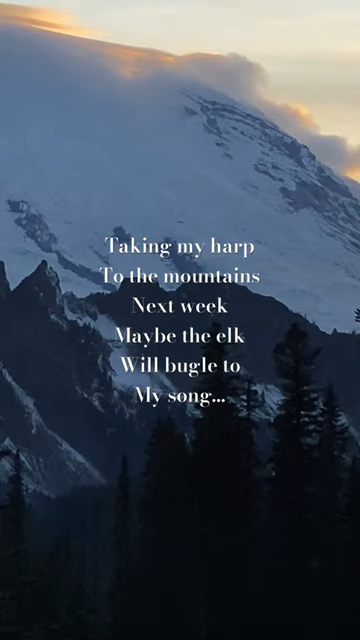 Taking my harp
To the mountains
Next week
Maybe the elk
Will bugle to
My song...